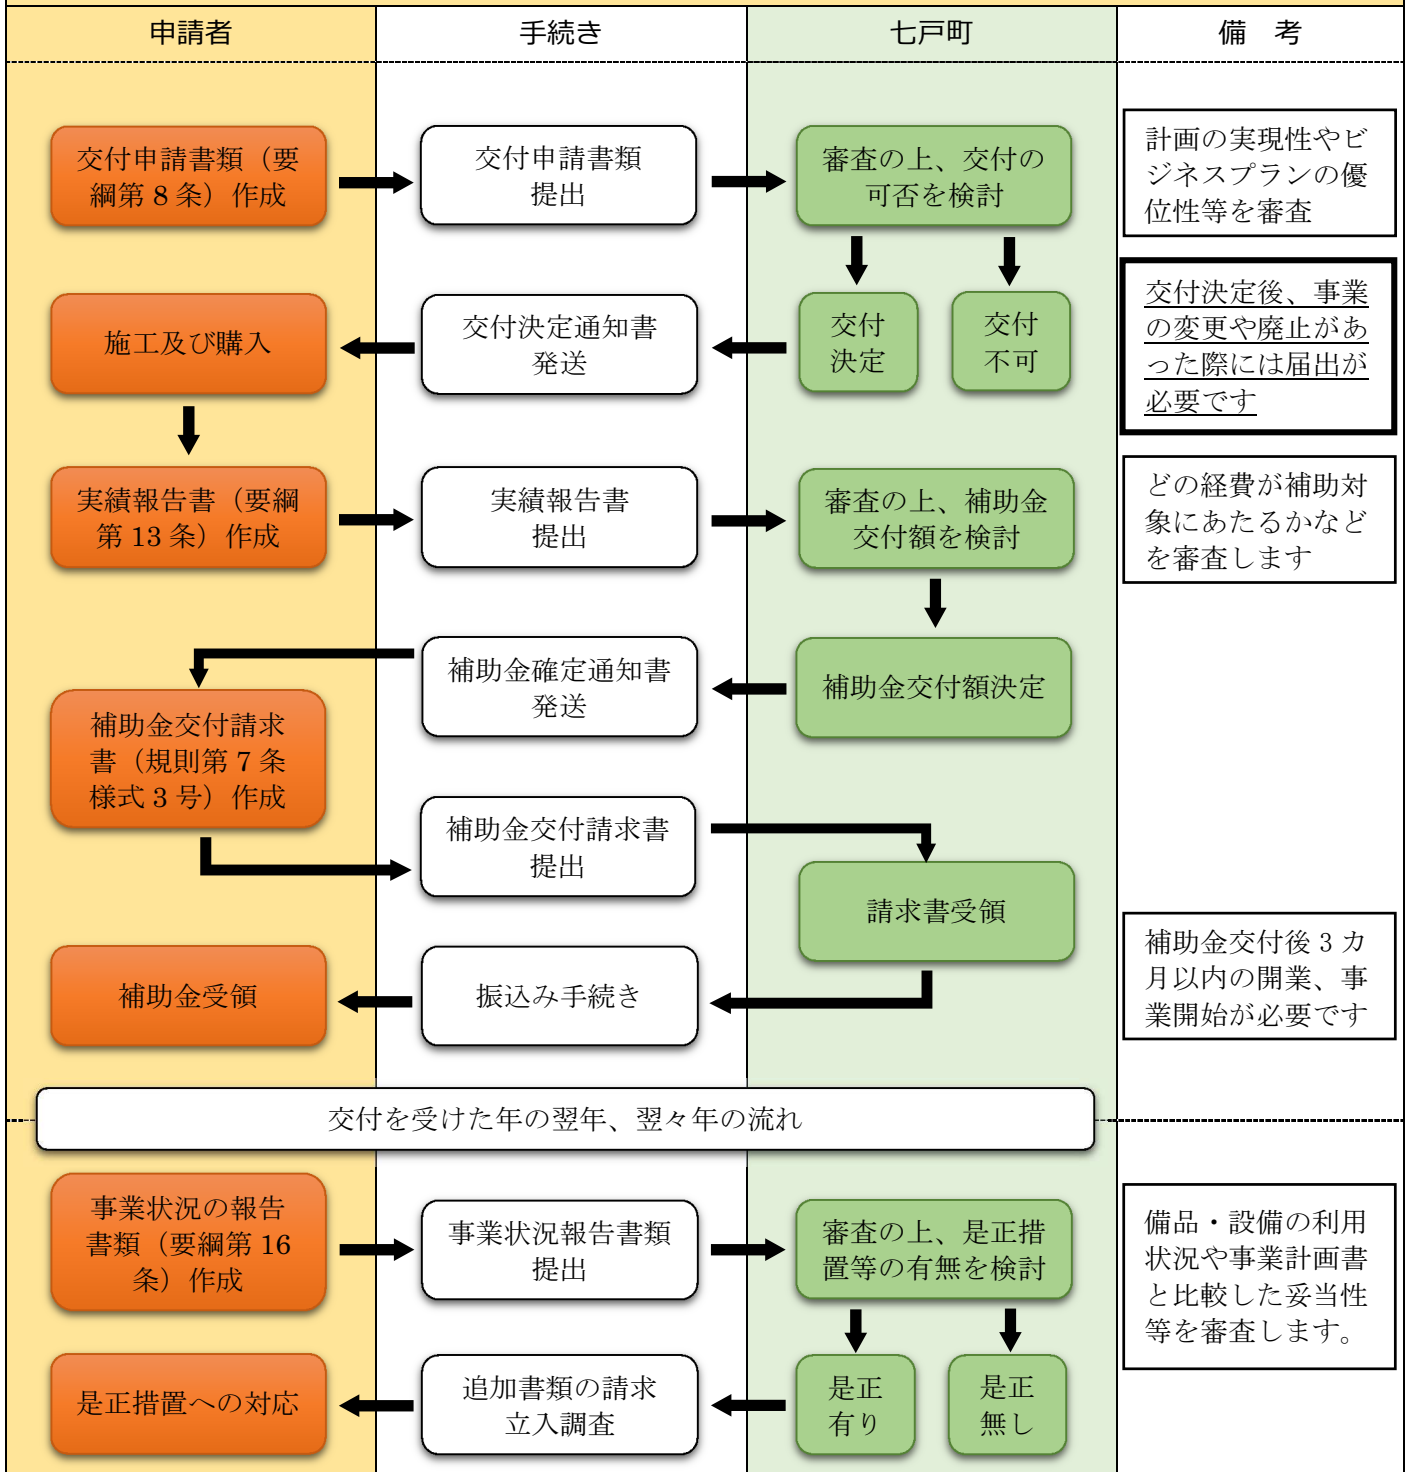 申請者
手続き
七戸町
備　考
交付申請書類（要
綱第 8 条）作成
交付申請書類
提出
審査の上、交付の
可否を検討
計画の実現性やビ
ジネスプランの優
位性等を審査
施工及び購入
交付決定通知書
発送
交付
決定
交付
不可
交付決定後、事業
の変更や廃止があ
った際には届出が
必要です
実績報告書（要綱
第 13 条）作成
実績報告書
提出
審査の上、補助金
交付額を検討
どの経費が補助対
象にあたるかなど
を審査します
補助金確定通知書
発送
補助金交付額決定
補助金交付請求
書（規則第 7 条
様式 3 号）作成
補助金交付請求書
提出
請求書受領
補助金受領
振込み手続き
補助金交付後 3 カ
月以内の開業、事
業開始が必要です
交付を受けた年の翌年、翌々年の流れ
事業状況の報告
書類（要綱第 16
条）作成
事業状況報告書類
提出
審査の上、是正措
置等の有無を検討
備品・設備の利用
状況や事業計画書
と比較した妥当性
等を審査します。
是正措置への対応
追加書類の請求
立入調査
是正
有り
是正
無し